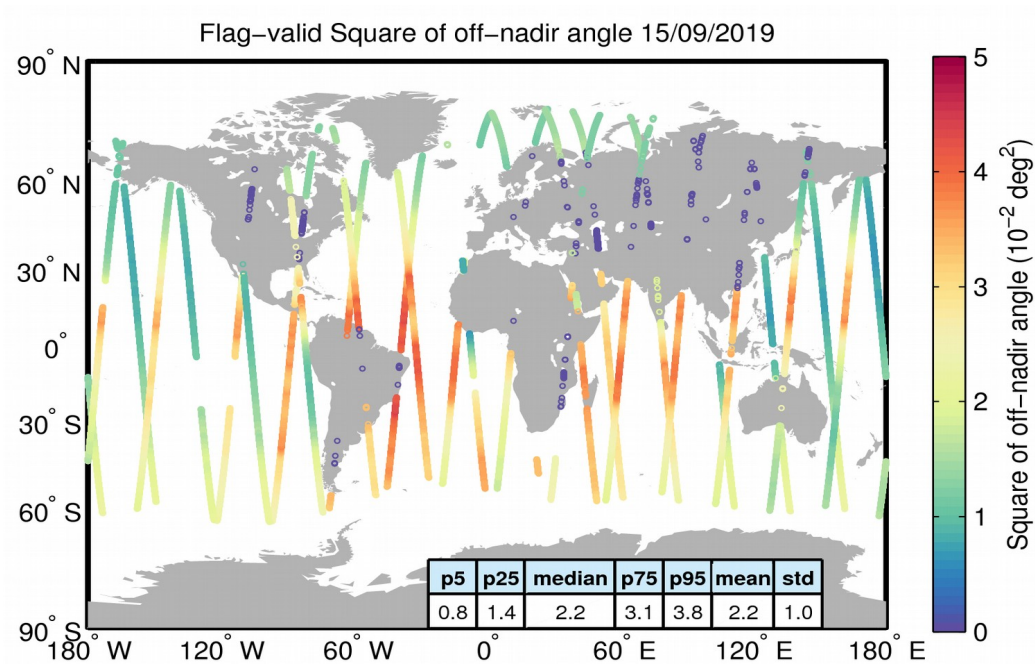 Flag−valid Square of off−nadir angle 15/09/2019
90° N
60° N
30° N
0°
30° S
60° S
90° S
180° W 120° W 60° W 0° 60° E 120° E 180° E
p5 p25 median p75 p95 mean std
0.8 1.4 2.2 3.1 3.8 2.2 1.0
5
4
3
2
1
0
Square of off−nadir angle (10⁻² deg²)